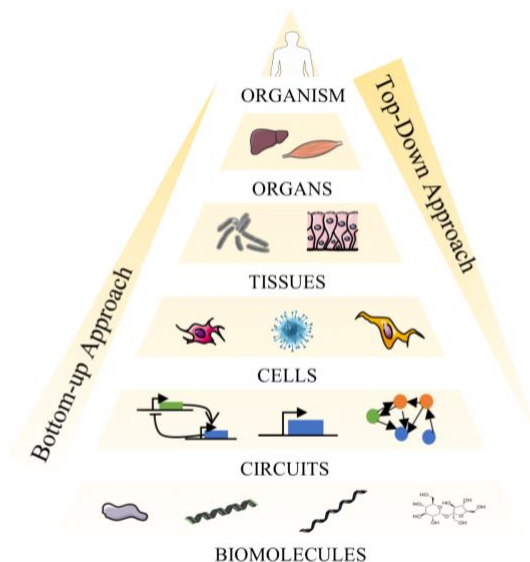 ORGANISM
Top-Down Approach
ORGANS
TISSUES
Bottom-up Approach
CELLS
CIRCUITS
BIOMOLECULES